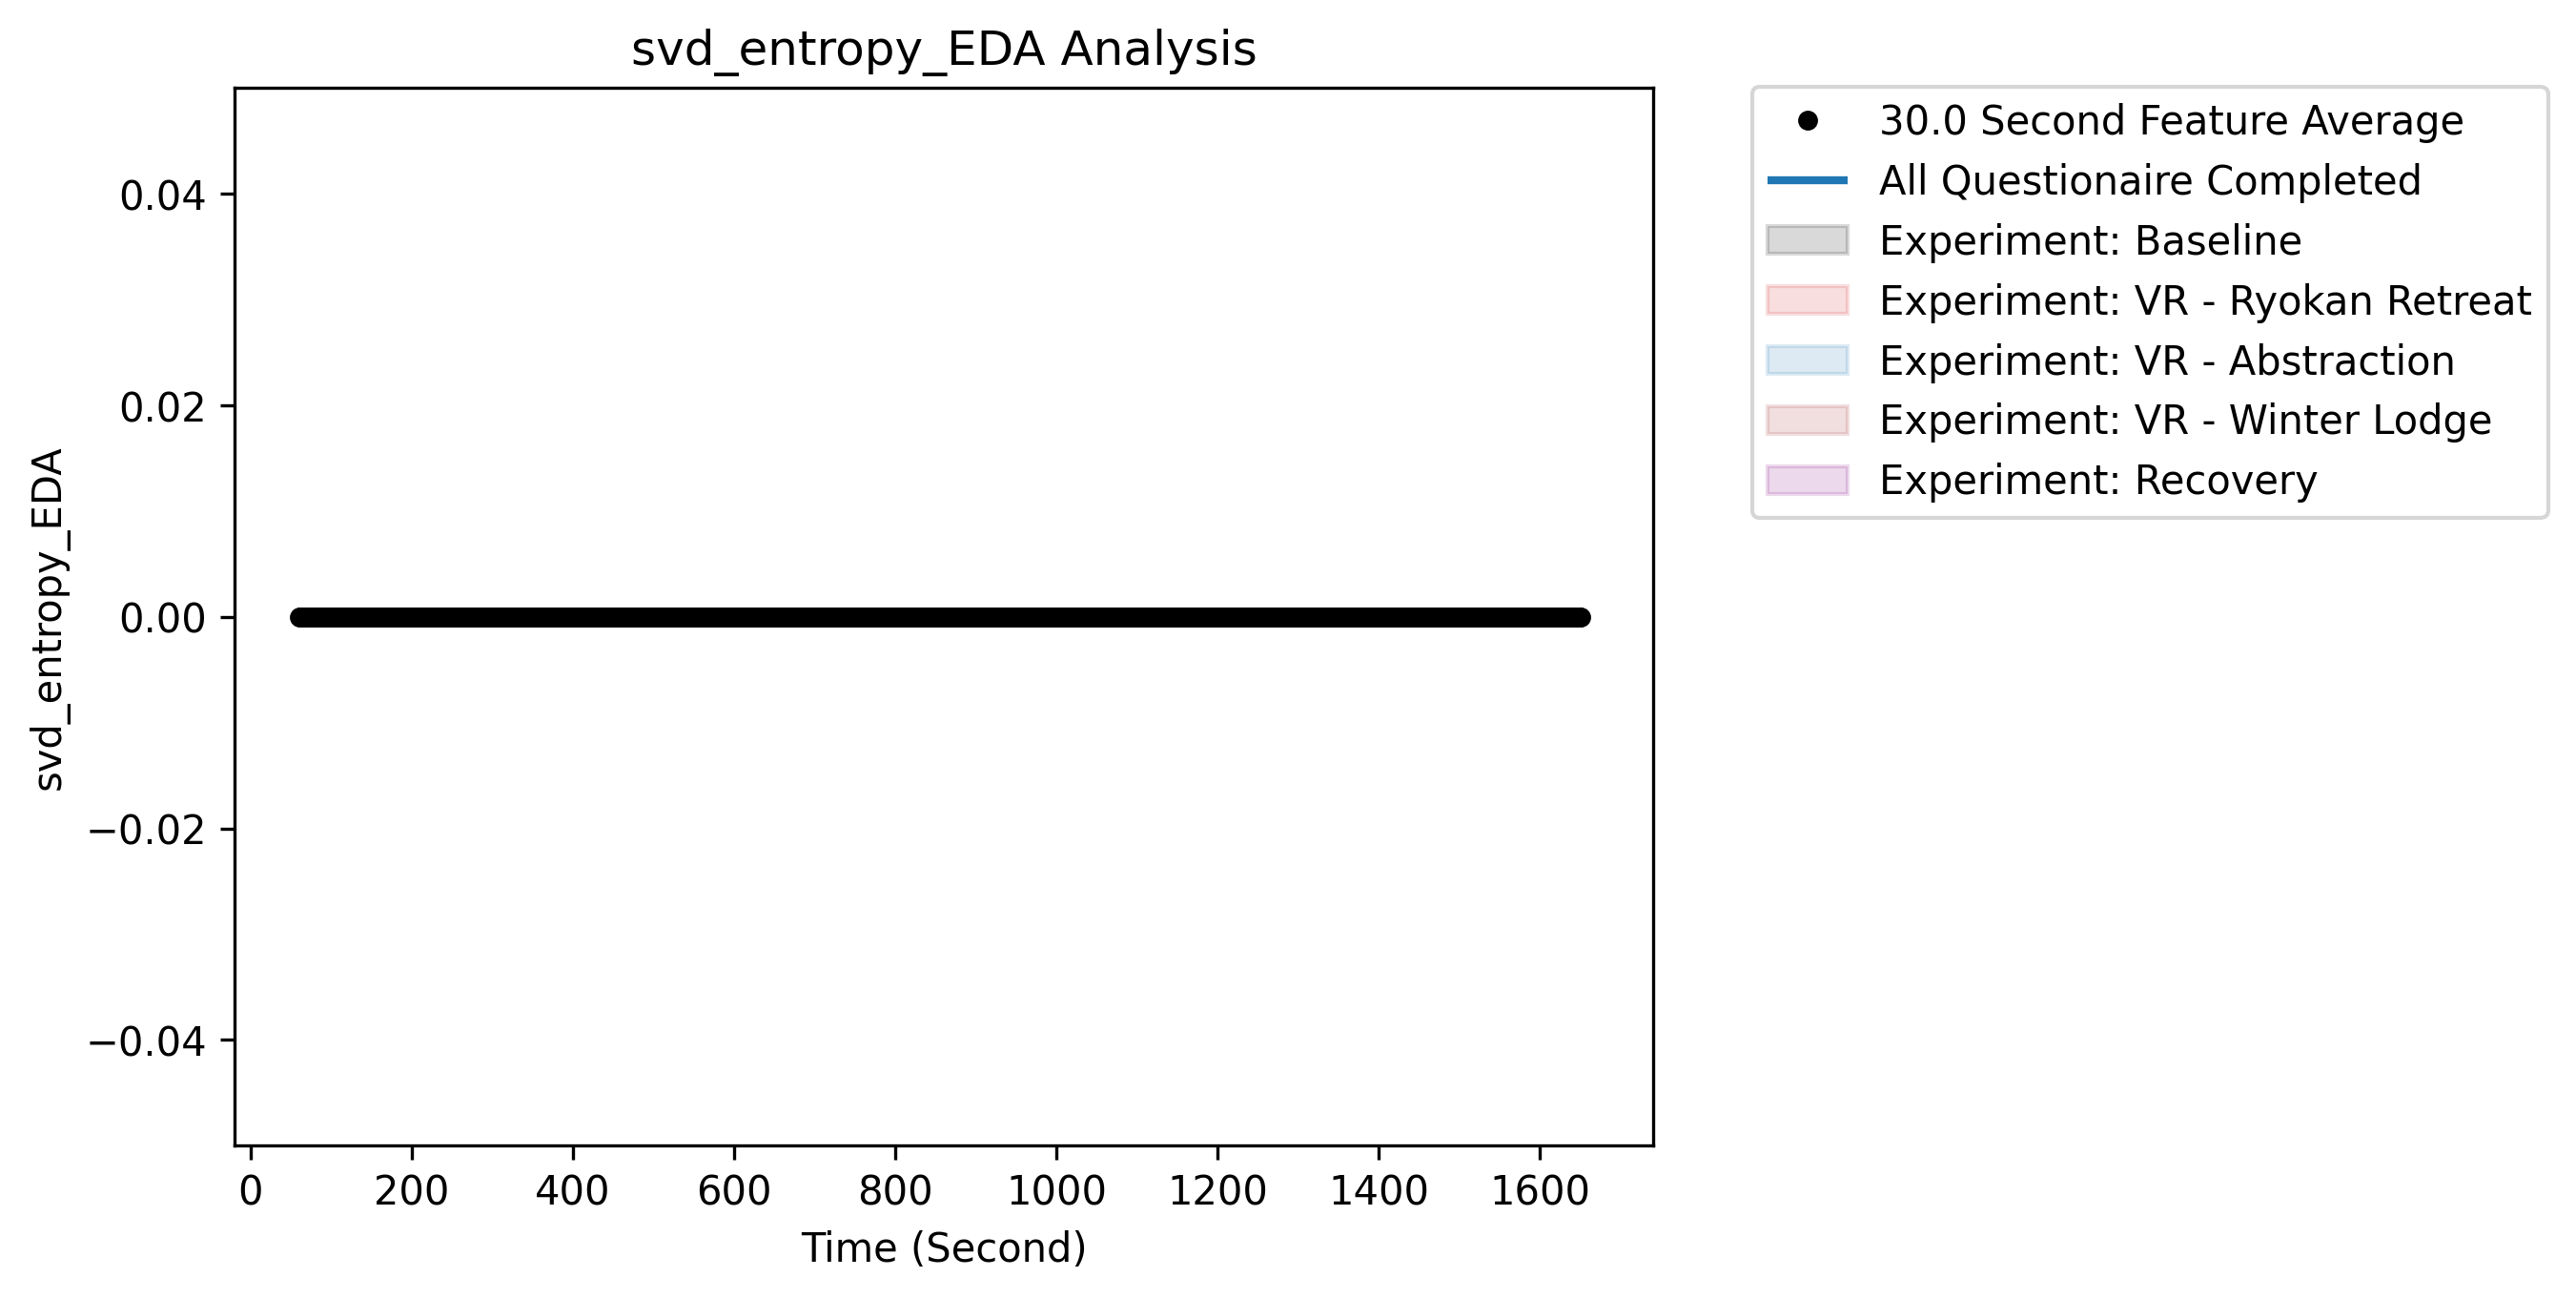 svd_entropy_EDA Analysis
0.04
0.02
0.00
−0.02
−0.04
svd_entropy_EDA
0 200 400 600 800 1000 1200 1400 1600
Time (Second)
30.0 Second Feature Average
All Questionaire Completed
Experiment: Baseline
Experiment: VR - Ryokan Retreat
Experiment: VR - Abstraction
Experiment: VR - Winter Lodge
Experiment: Recovery